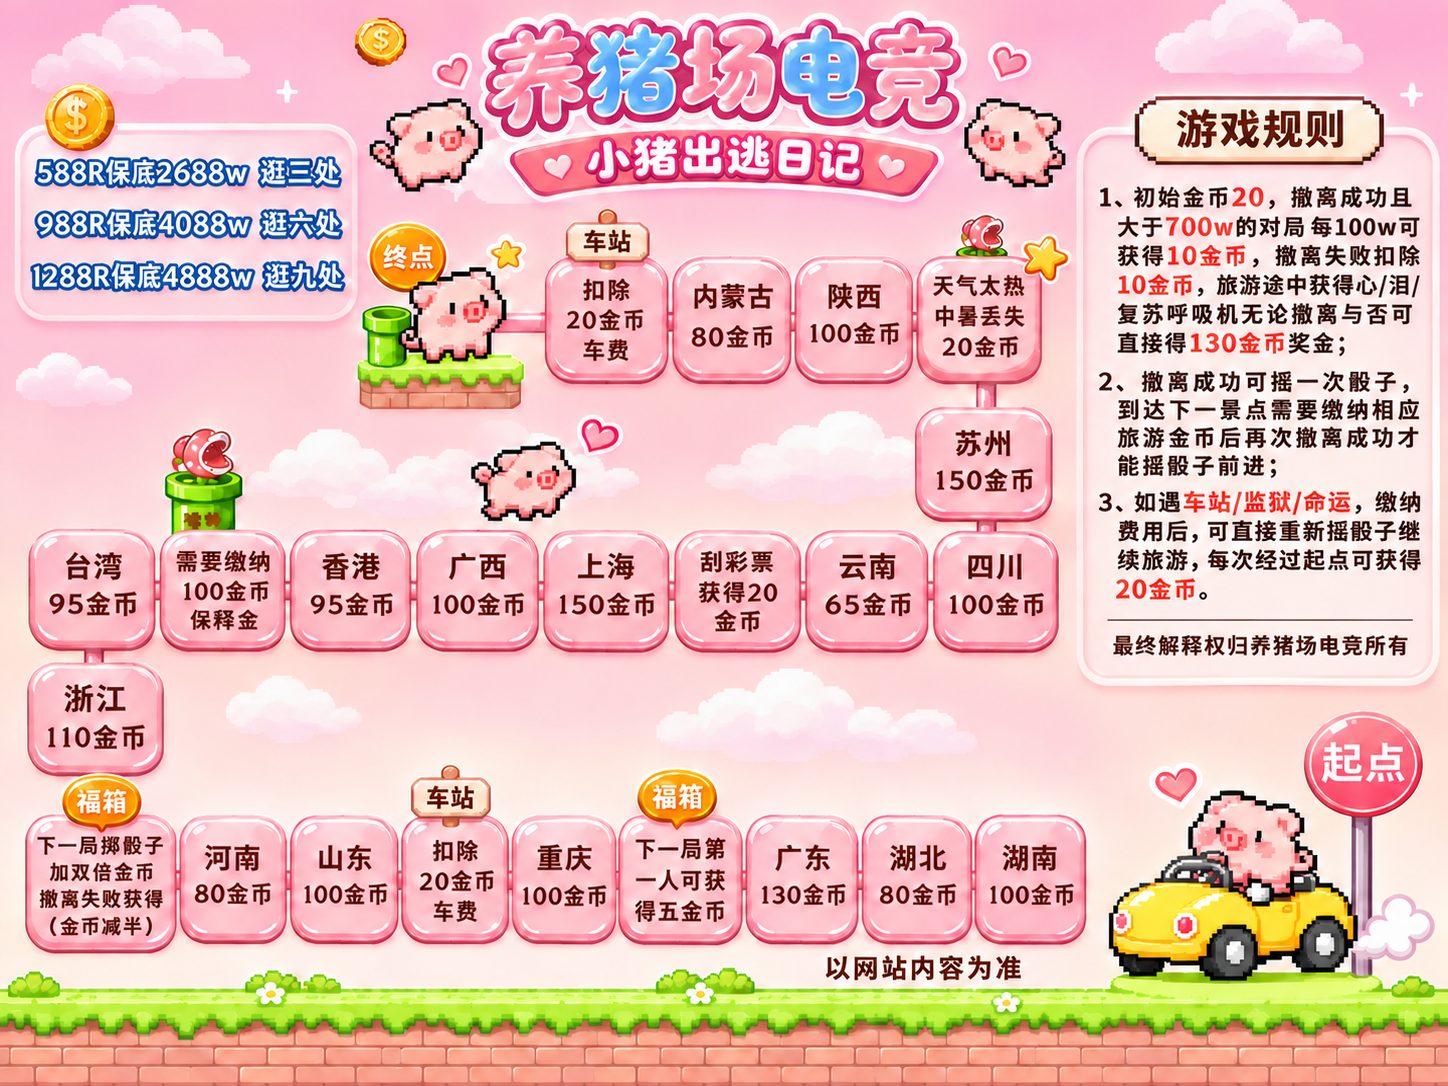 养猪场电竞
小猪出逃日记
588R保底2688w 逛三处
988R保底4088w 逛六处
1288R保底4888w 逛九处
游戏规则
1、初始金币20，撤离成功且
大于700w的对局每100w可
获得10金币，撤离失败扣除
10金币，旅游途中获得心/泪/
复苏呼吸机无论撤离与否可
直接得130金币奖金；
2、撤离成功可摇一次骰子，
到达下一景点需要缴纳相应
旅游金币后再次撤离成功才
能摇骰子前进；
3、如遇车站/监狱/命运，缴纳
费用后，可直接重新摇骰子继
续旅游，每次经过起点可获得
20金币。
最终解释权归养猪场电竞所有
终点
车站
扣除
20金币
车费
内蒙古
80金币
陕西
100金币
天气太热
中暑丢失
20金币
苏州
150金币
台湾
95金币
需要缴纳
100金币
保释金
香港
95金币
广西
100金币
上海
150金币
刮彩票
获得20
金币
云南
65金币
四川
100金币
浙江
110金币
福箱
下一局掷骰子
加双倍金币
撤离失败获得
（金币减半）
河南
80金币
山东
100金币
车站
扣除
20金币
车费
重庆
100金币
福箱
下一局第
一人可获
得五金币
广东
130金币
湖北
80金币
湖南
100金币
起点
以网站内容为准